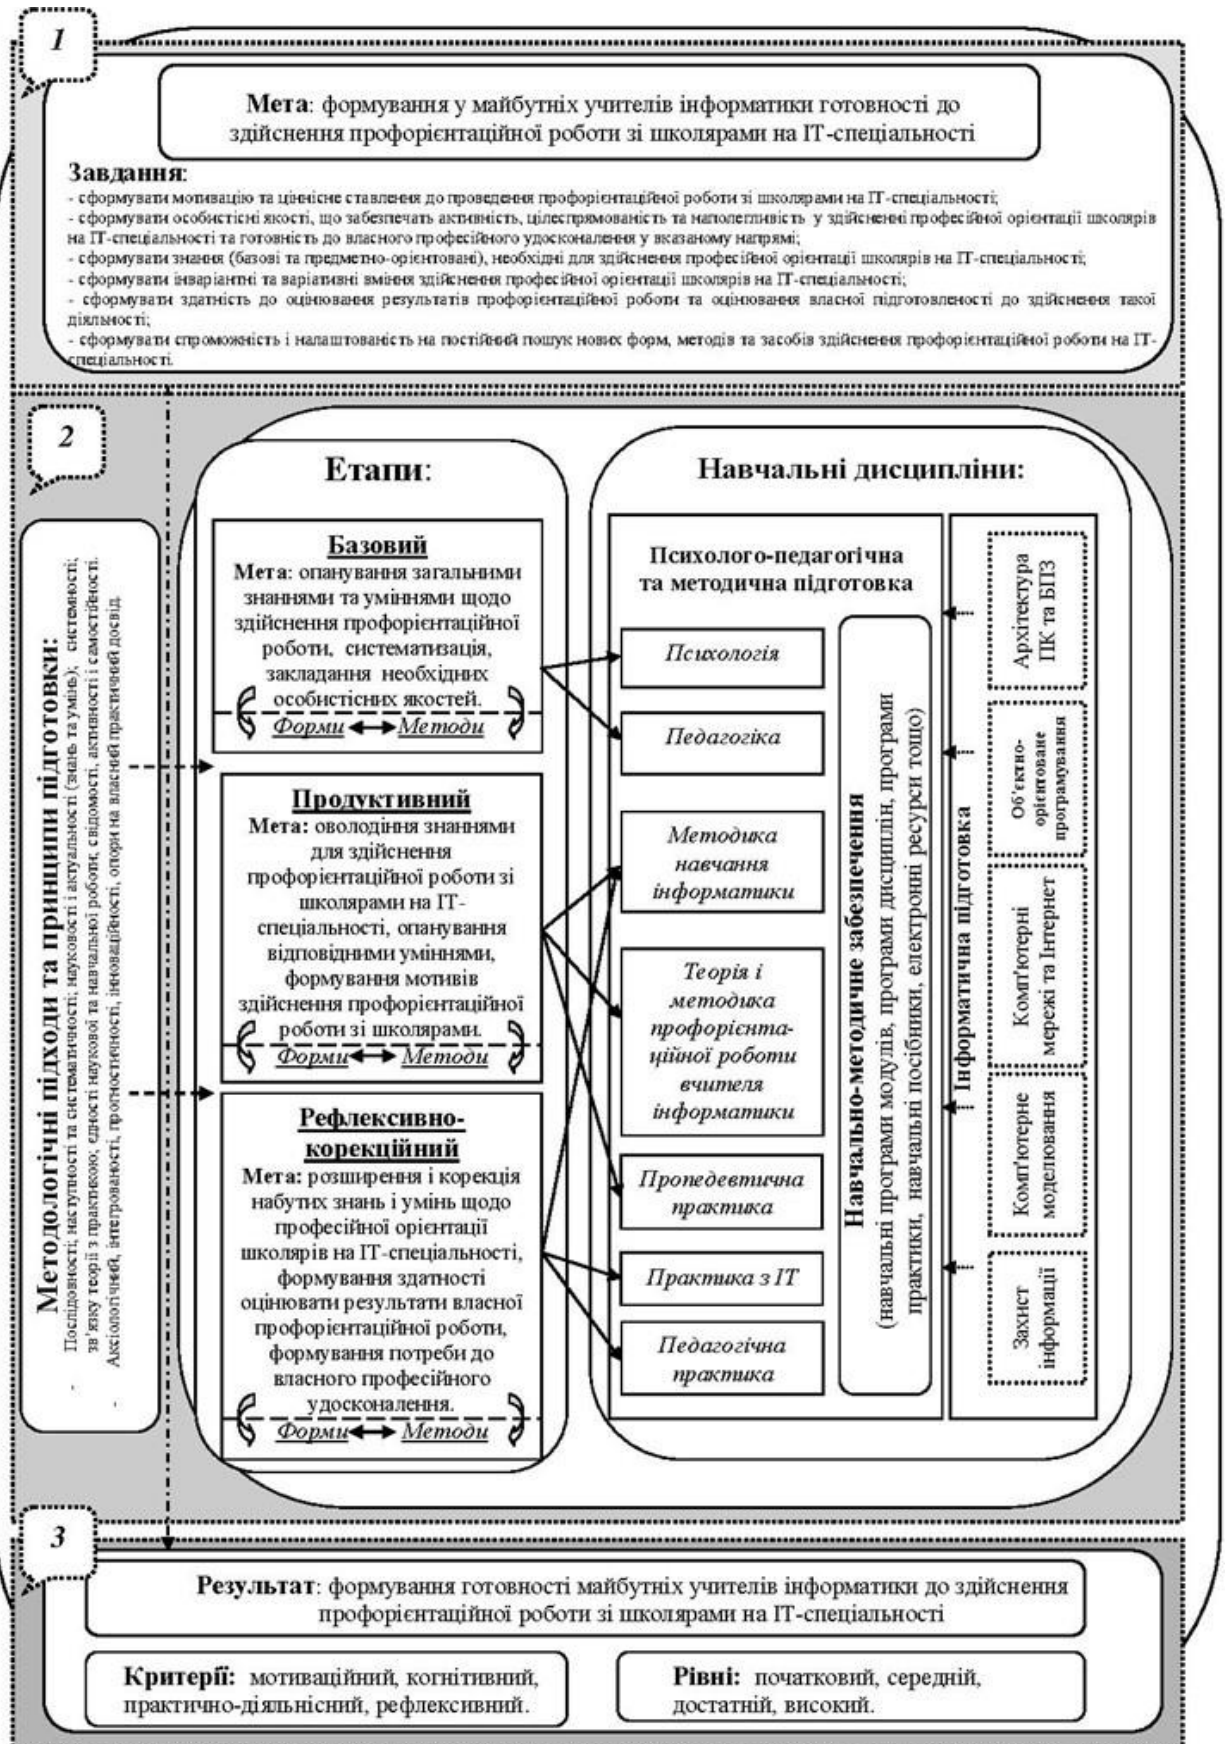 1
Мета: формування у майбутніх учителів інформатики готовності до
здійснення профорієнтаційної роботи зі школярами на ІТ-спеціальності
Завдання:
- сформувати мотивацію та ціннісне ставлення до проведення профорієнтаційної роботи зі школярами на ІТ-спеціальності;
- сформувати особистісні якості, що забезпечать активність, цілеспрямованість та наполегливість у здійсненні професійної орієнтації школярів
на ІТ-спеціальності та готовність до власного професійного удосконалення у вказаному напрямі;
- сформувати знання (базові та предметно-орієнтовані), необхідні для здійснення професійної орієнтації школярів на ІТ-спеціальності;
- сформувати інваріантні та варіативні вміння здійснення професійної орієнтації школярів на ІТ-спеціальності;
- сформувати здатність до оцінювання результатів профорієнтаційної роботи та оцінювання власної підготовленості до здійснення такої
діяльності;
- сформувати спроможність і налаштованість на постійний пошук нових форм, методів та засобів здійснення профорієнтаційної роботи на ІТ-
спеціальності.
2
Методологічні підходи та принципи підготовки:
- Послідовності; наступності та систематичності; науковості і актуальності (знань та умінь); системності;
зв’язку теорії з практикою; єдності наукової та навчальної роботи, свідомості, активності і самостійності.
- Аксіологічний, інтегрованості, прогностичності, інноваційності, опори на власний практичний досвід.
Етапи:
Базовий
Мета: опанування загальними
знаннями та уміннями щодо
здійснення профорієнтаційної
роботи, систематизація,
закладання необхідних
особистісних якостей.
Форми Методи
Продуктивний
Мета: оволодіння знаннями
для здійснення
профорієнтаційної роботи зі
школярами на ІТ-
спеціальності, опанування
відповідними уміннями,
формування мотивів
здійснення профорієнтаційної
роботи зі школярами.
Форми Методи
Рефлексивно-
корекційний
Мета: розширення і корекція
набутих знань і умінь щодо
професійної орієнтації
школярів на ІТ-спеціальності,
формування здатності
оцінювати результати власної
профорієнтаційної роботи,
формування потреби до
власного професійного
удосконалення.
Форми Методи
Навчальні дисципліни:
Психолого-педагогічна
та методична підготовка
Психологія
Педагогіка
Методика
навчання
інформатики
Теорія і
методика
профорієнта-
ційної роботи
вчителя
інформатики
Пропедевтична
практика
Практика з ІТ
Педагогічна
практика
Навчально-методичне забезпечення
(навчальні програми модулів, програми дисциплін, програми
практики, навчальні посібники, електронні ресурси тощо)
Інформатична підготовка
Архітектура
ПК та БПЗ
Об'єктно-
орієнтоване
програмування
Комп'ютерні
мережі та Інтернет
Комп'ютерне
моделювання
Захист
інформації
3
Результат: формування готовності майбутніх учителів інформатики до здійснення
профорієнтаційної роботи зі школярами на ІТ-спеціальності
Критерії: мотиваційний, когнітивний,
практично-діяльнісний, рефлексивний.
Рівні: початковий, середній,
достатній, високий.